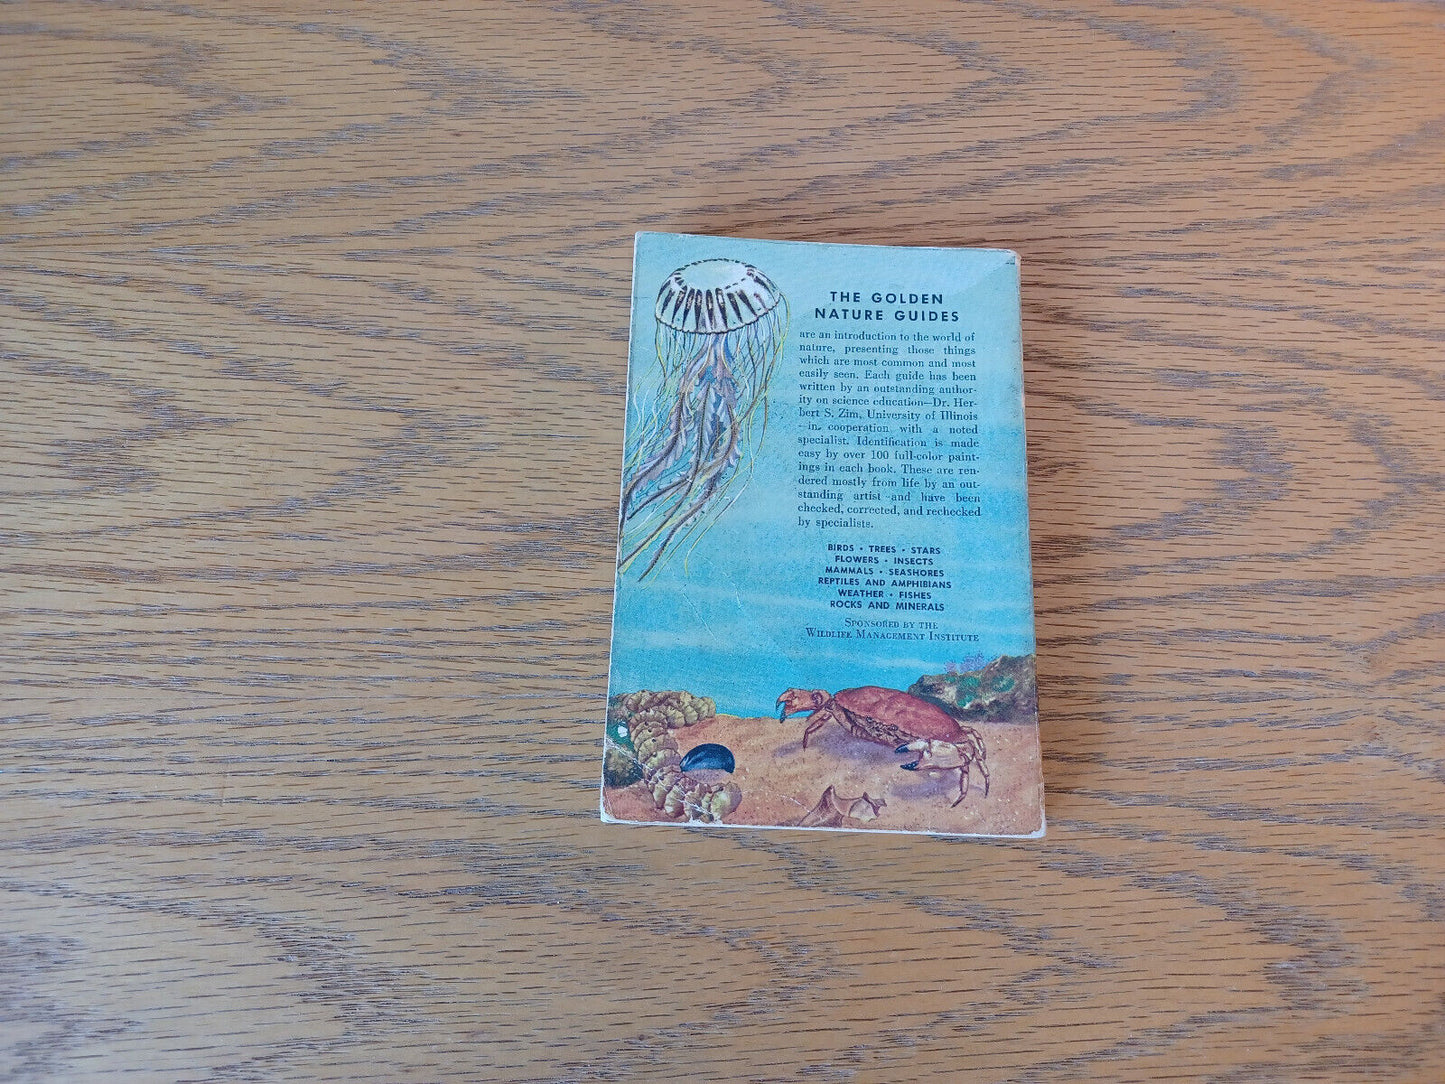 THE GOLDEN
NATURE GUIDES
are an introduction to the world of
nature, presenting those things
which are most common and most
easily seen. Each guide has been
written by an outstanding author-
ity on science education—Dr. Her-
bert S. Zim, University of Illinois
—in cooperation with a noted
specialist. Identification is made
easy by over 100 full-color paint-
ings in each book. These are ren-
dered mostly from life by an out-
standing artist and have been
checked, corrected, and rechecked
by specialists.
BIRDS • TREES • STARS
FLOWERS • INSECTS
MAMMALS • SEASHORES
REPTILES AND AMPHIBIANS
WEATHER • FISHES
ROCKS AND MINERALS
SPONSORED BY THE
WILDLIFE MANAGEMENT INSTITUTE